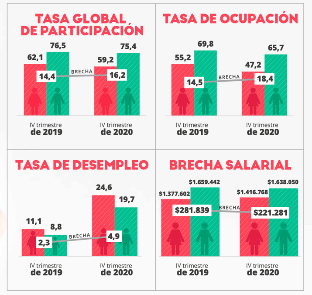 TASA GLOBAL
DE PARTICIPACIÓN
62,1
76,5
14,4
BRECHA
59,2
75,4
16,2
IV trimestre
de 2019
IV trimestre
de 2020
TASA DE OCUPACIÓN
55,2
69,8
14,5
BRECHA
47,2
65,7
18,4
IV trimestre
de 2019
IV trimestre
de 2020
TASA DE DESEMPLEO
11,1
8,8
2,3
BRECHA
24,6
19,7
4,9
IV trimestre
de 2019
IV trimestre
de 2020
BRECHA SALARIAL
$1.377.602
$1.659.442
$281.839
BRECHA
$1.416.768
$1.638.050
$221.281
IV trimestre
de 2019
IV trimestre
de 2020